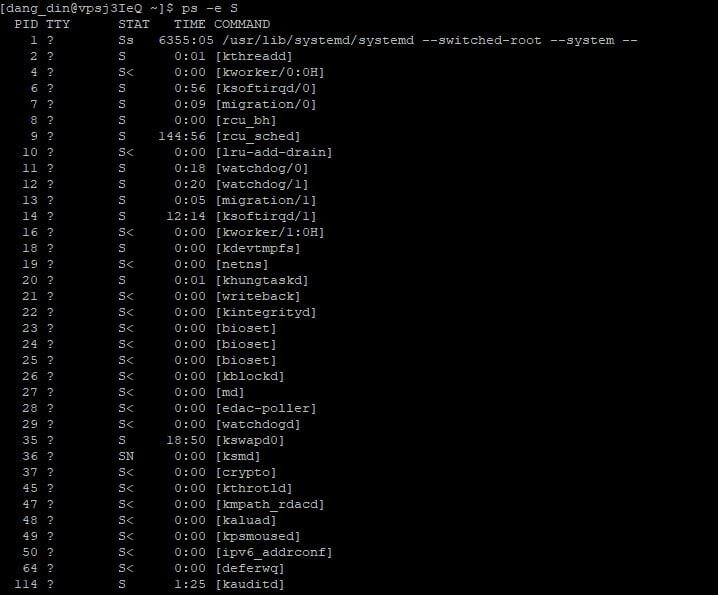 [dang_din@vpsj3IeQ ~]$ ps -e S
PID TTY STAT TIME COMMAND
1 ? Ss 6355:05 /usr/lib/systemd/systemd --switched-root --system --
2 ? S 0:01 [kthreadd]
4 ? S< 0:00 [kworker/0:0H]
6 ? S 0:56 [ksoftirqd/0]
7 ? S 0:09 [migration/0]
8 ? S 0:00 [rcu_bh]
9 ? S 144:56 [rcu_sched]
10 ? S< 0:00 [lru-add-drain]
11 ? S 0:18 [watchdog/0]
12 ? S 0:20 [watchdog/1]
13 ? S 0:05 [migration/1]
14 ? S 12:14 [ksoftirqd/1]
16 ? S< 0:00 [kworker/1:0H]
18 ? S 0:00 [kdevtmpfs]
19 ? S< 0:00 [netns]
20 ? S 0:01 [khungtaskd]
21 ? S< 0:00 [writeback]
22 ? S< 0:00 [kintegrityd]
23 ? S< 0:00 [bioset]
24 ? S< 0:00 [bioset]
25 ? S< 0:00 [bioset]
26 ? S< 0:00 [kblockd]
27 ? S< 0:00 [md]
28 ? S< 0:00 [edac-poller]
29 ? S< 0:00 [watchdogd]
35 ? S 18:50 [kswapd0]
36 ? SN 0:00 [ksmd]
37 ? S< 0:00 [crypto]
45 ? S< 0:00 [kthrotld]
47 ? S< 0:00 [kmpath_rdacd]
48 ? S< 0:00 [kaluad]
49 ? S< 0:00 [kpsmoused]
50 ? S< 0:00 [ipv6_addrconf]
64 ? S< 0:00 [deferwq]
114 ? S 1:25 [kauditd]